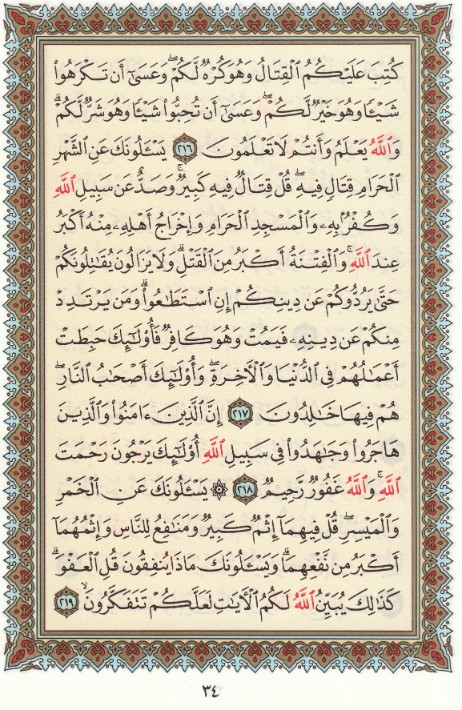 كُتِبَ عَلَيْكُمُ ٱلْقِتَالُ وَهُوَ كُرْهٌ لَّكُمْ ۖ وَعَسَىٰٓ أَن تَكْرَهُوا۟
شَيْـًٔا وَهُوَ خَيْرٌ لَّكُمْ ۖ وَعَسَىٰٓ أَن تُحِبُّوا۟ شَيْـًٔا وَهُوَ شَرٌّ لَّكُمْ ۗ
وَٱللَّهُ يَعْلَمُ وَأَنتُمْ لَا تَعْلَمُونَ ٢١٦ يَسْـَٔلُونَكَ عَنِ ٱلشَّهْرِ
ٱلْحَرَامِ قِتَالٍ فِيهِ ۖ قُلْ قِتَالٌ فِيهِ كَبِيرٌ ۖ وَصَدٌّ عَن سَبِيلِ ٱللَّهِ
وَكُفْرٌۢ بِهِۦ وَٱلْمَسْجِدِ ٱلْحَرَامِ وَإِخْرَاجُ أَهْلِهِۦ مِنْهُ أَكْبَرُ
عِندَ ٱللَّهِ ۚ وَٱلْفِتْنَةُ أَكْبَرُ مِنَ ٱلْقَتْلِ ۗ وَلَا يَزَالُونَ يُقَـٰتِلُونَكُمْ
حَتَّىٰ يَرُدُّوكُمْ عَن دِينِكُمْ إِنِ ٱسْتَطَـٰعُوا۟ ۚ وَمَن يَرْتَدِدْ
مِنكُمْ عَن دِينِهِۦ فَيَمُتْ وَهُوَ كَافِرٌ فَأُو۟لَـٰٓئِكَ حَبِطَتْ
أَعْمَـٰلُهُمْ فِى ٱلدُّنْيَا وَٱلْـَٔاخِرَةِ ۖ وَأُو۟لَـٰٓئِكَ أَصْحَـٰبُ ٱلنَّارِ ۖ
هُمْ فِيهَا خَـٰلِدُونَ ٢١٧ إِنَّ ٱلَّذِينَ ءَامَنُوا۟ وَٱلَّذِينَ
هَاجَرُوا۟ وَجَـٰهَدُوا۟ فِى سَبِيلِ ٱللَّهِ أُو۟لَـٰٓئِكَ يَرْجُونَ رَحْمَتَ
ٱللَّهِ ۚ وَٱللَّهُ غَفُورٌ رَّحِيمٌ ٢١٨ ۞ يَسْـَٔلُونَكَ عَنِ ٱلْخَمْرِ
وَٱلْمَيْسِرِ ۖ قُلْ فِيهِمَآ إِثْمٌ كَبِيرٌ وَمَنَـٰفِعُ لِلنَّاسِ وَإِثْمُهُمَآ
أَكْبَرُ مِن نَّفْعِهِمَا ۗ وَيَسْـَٔلُونَكَ مَاذَا يُنفِقُونَ قُلِ ٱلْعَفْوَ ۗ
كَذَٰلِكَ يُبَيِّنُ ٱللَّهُ لَكُمُ ٱلْـَٔايَـٰتِ لَعَلَّكُمْ تَتَفَكَّرُونَ ٢١٩
٣٤